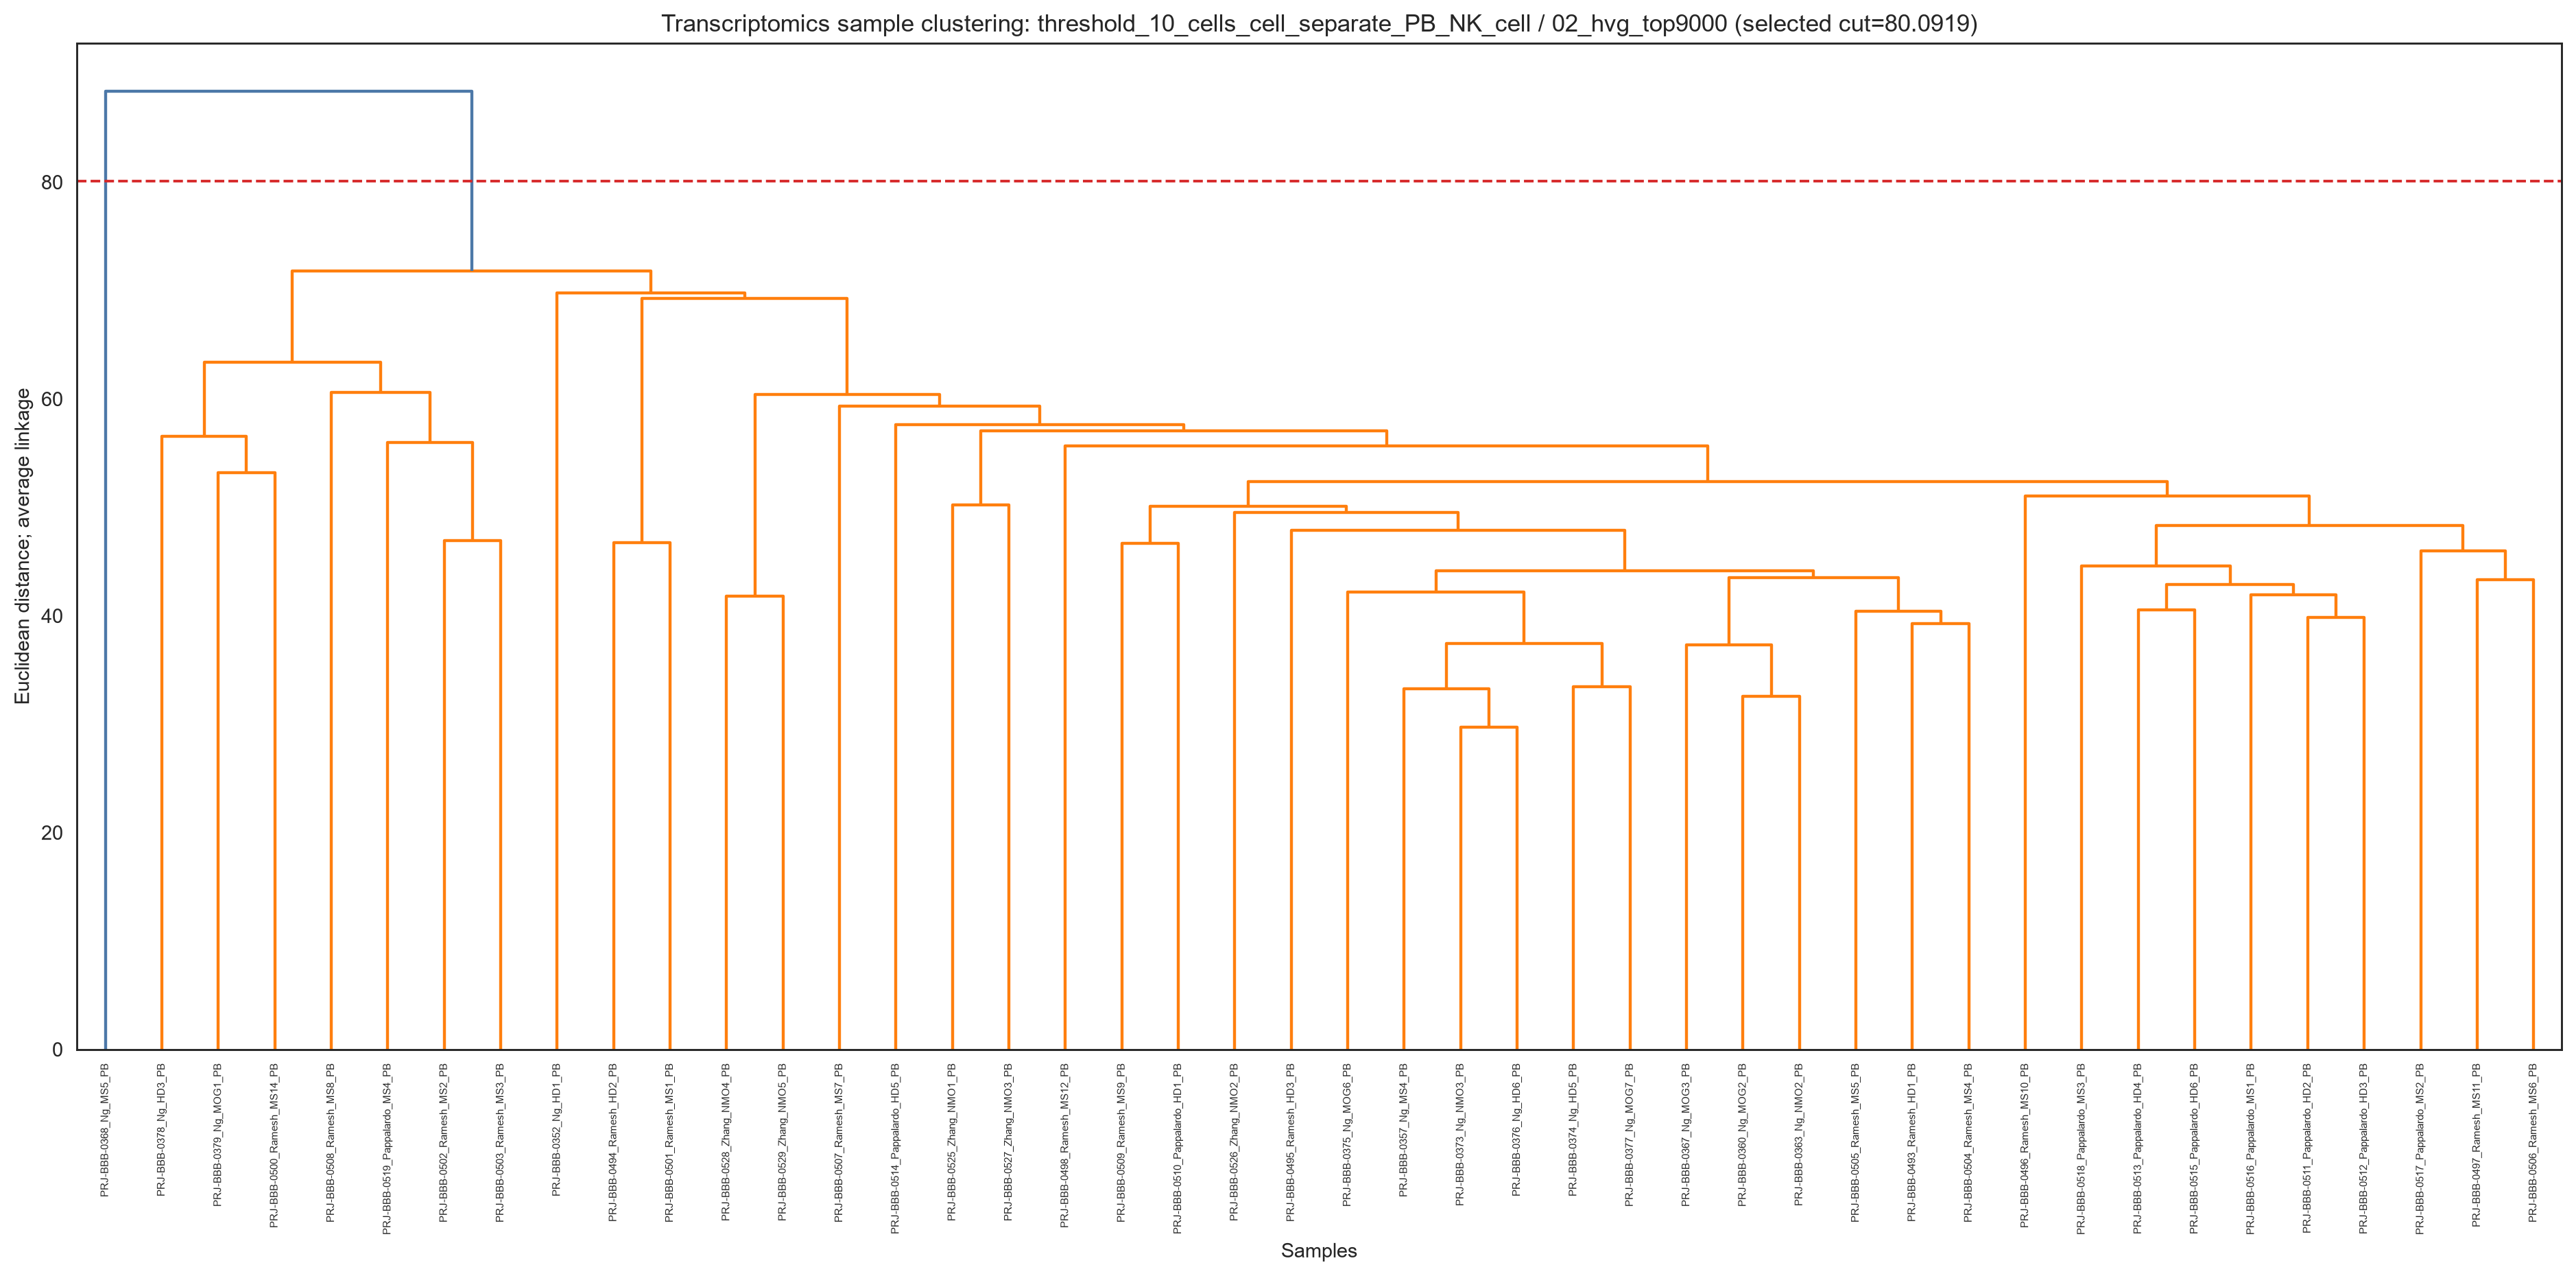 Transcriptomics sample clustering: threshold_10_cells_cell_separate_PB_NK_cell / 02_hvg_top9000 (selected cut=80.0919)
Euclidean distance; average linkage
80
60
40
20
0
PRJ-BBB-0368_Ng_MS5_PB
PRJ-BBB-0378_Ng_HD3_PB
PRJ-BBB-0379_Ng_MOG1_PB
PRJ-BBB-0500_Ramesh_MS14_PB
PRJ-BBB-0508_Ramesh_MS8_PB
PRJ-BBB-0519_Pappalardo_MS4_PB
PRJ-BBB-0502_Ramesh_MS2_PB
PRJ-BBB-0503_Ramesh_MS3_PB
PRJ-BBB-0352_Ng_HD1_PB
PRJ-BBB-0494_Ramesh_HD2_PB
PRJ-BBB-0501_Ramesh_MS1_PB
PRJ-BBB-0528_Zhang_NMO4_PB
PRJ-BBB-0529_Zhang_NMO5_PB
PRJ-BBB-0507_Ramesh_MS7_PB
PRJ-BBB-0514_Pappalardo_HD5_PB
PRJ-BBB-0525_Zhang_NMO1_PB
PRJ-BBB-0527_Zhang_NMO3_PB
PRJ-BBB-0498_Ramesh_MS12_PB
PRJ-BBB-0509_Ramesh_MS9_PB
PRJ-BBB-0510_Pappalardo_HD1_PB
PRJ-BBB-0526_Zhang_NMO2_PB
PRJ-BBB-0495_Ramesh_HD3_PB
PRJ-BBB-0375_Ng_MOG6_PB
PRJ-BBB-0357_Ng_MS4_PB
PRJ-BBB-0373_Ng_NMO3_PB
PRJ-BBB-0376_Ng_HD6_PB
PRJ-BBB-0374_Ng_HD5_PB
PRJ-BBB-0377_Ng_MOG7_PB
PRJ-BBB-0367_Ng_MOG3_PB
PRJ-BBB-0360_Ng_MOG2_PB
PRJ-BBB-0363_Ng_NMO2_PB
PRJ-BBB-0505_Ramesh_MS5_PB
PRJ-BBB-0493_Ramesh_HD1_PB
PRJ-BBB-0504_Ramesh_MS4_PB
PRJ-BBB-0496_Ramesh_MS10_PB
PRJ-BBB-0518_Pappalardo_MS3_PB
PRJ-BBB-0513_Pappalardo_HD4_PB
PRJ-BBB-0515_Pappalardo_HD6_PB
PRJ-BBB-0516_Pappalardo_MS1_PB
PRJ-BBB-0511_Pappalardo_HD2_PB
PRJ-BBB-0512_Pappalardo_HD3_PB
PRJ-BBB-0517_Pappalardo_MS2_PB
PRJ-BBB-0497_Ramesh_MS11_PB
PRJ-BBB-0506_Ramesh_MS6_PB
Samples